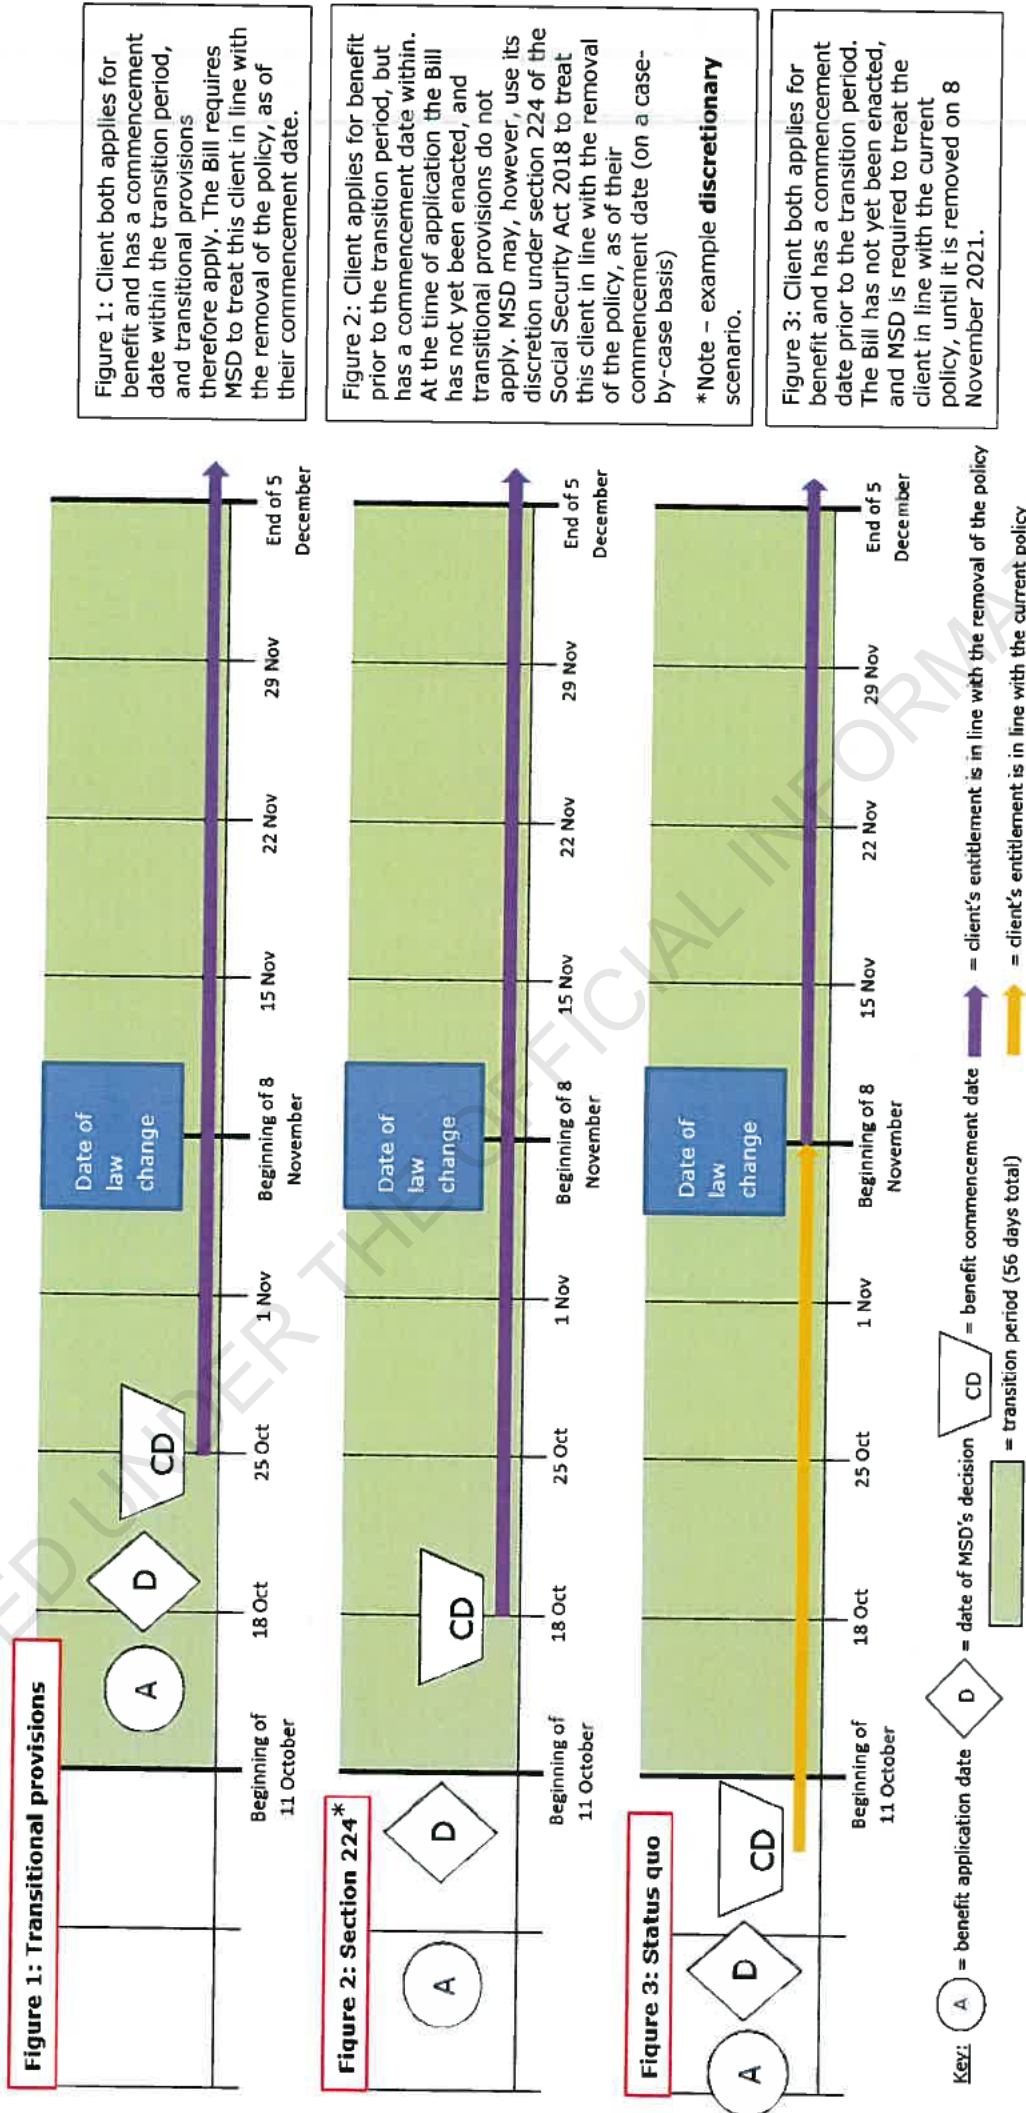 Figure 1: Transitional provisions
A
D
CD
Date of
law
change
Beginning of
11 October
18 Oct
25 Oct
1 Nov
Beginning of 8
November
15 Nov
22 Nov
29 Nov
End of 5
December
Figure 1: Client both applies for
benefit and has a commencement
date within the transition period,
and transitional provisions
therefore apply. The Bill requires
MSD to treat this client in line with
the removal of the policy, as of
their commencement date.
Figure 2: Section 224*
A
D
CD
Date of
law
change
Beginning of
11 October
18 Oct
25 Oct
1 Nov
Beginning of 8
November
15 Nov
22 Nov
29 Nov
End of 5
December
Figure 2: Client applies for benefit
prior to the transition period, but
has a commencement date within.
At the time of application the Bill
has not yet been enacted, and
transitional provisions do not
apply. MSD may, however, use its
discretion under section 224 of the
Social Security Act 2018 to treat
this client in line with the removal
of the policy, as of their
commencement date (on a case-
by-case basis)
*Note – example discretionary
scenario.
Figure 3: Status quo
A
D
CD
Date of
law
change
Beginning of
11 October
18 Oct
25 Oct
1 Nov
Beginning of 8
November
15 Nov
22 Nov
29 Nov
End of 5
December
Figure 3: Client both applies for
benefit and has a commencement
date prior to the transition period.
The Bill has not yet been enacted,
and MSD is required to treat the
client in line with the current
policy, until it is removed on 8
November 2021.
Key: A = benefit application date D = date of MSD's decision CD = benefit commencement date = client's entitlement is in line with the removal of the policy
= transition period (56 days total) = client's entitlement is in line with the current policy
ED UNDER THE OFFICIAL INFORMAT